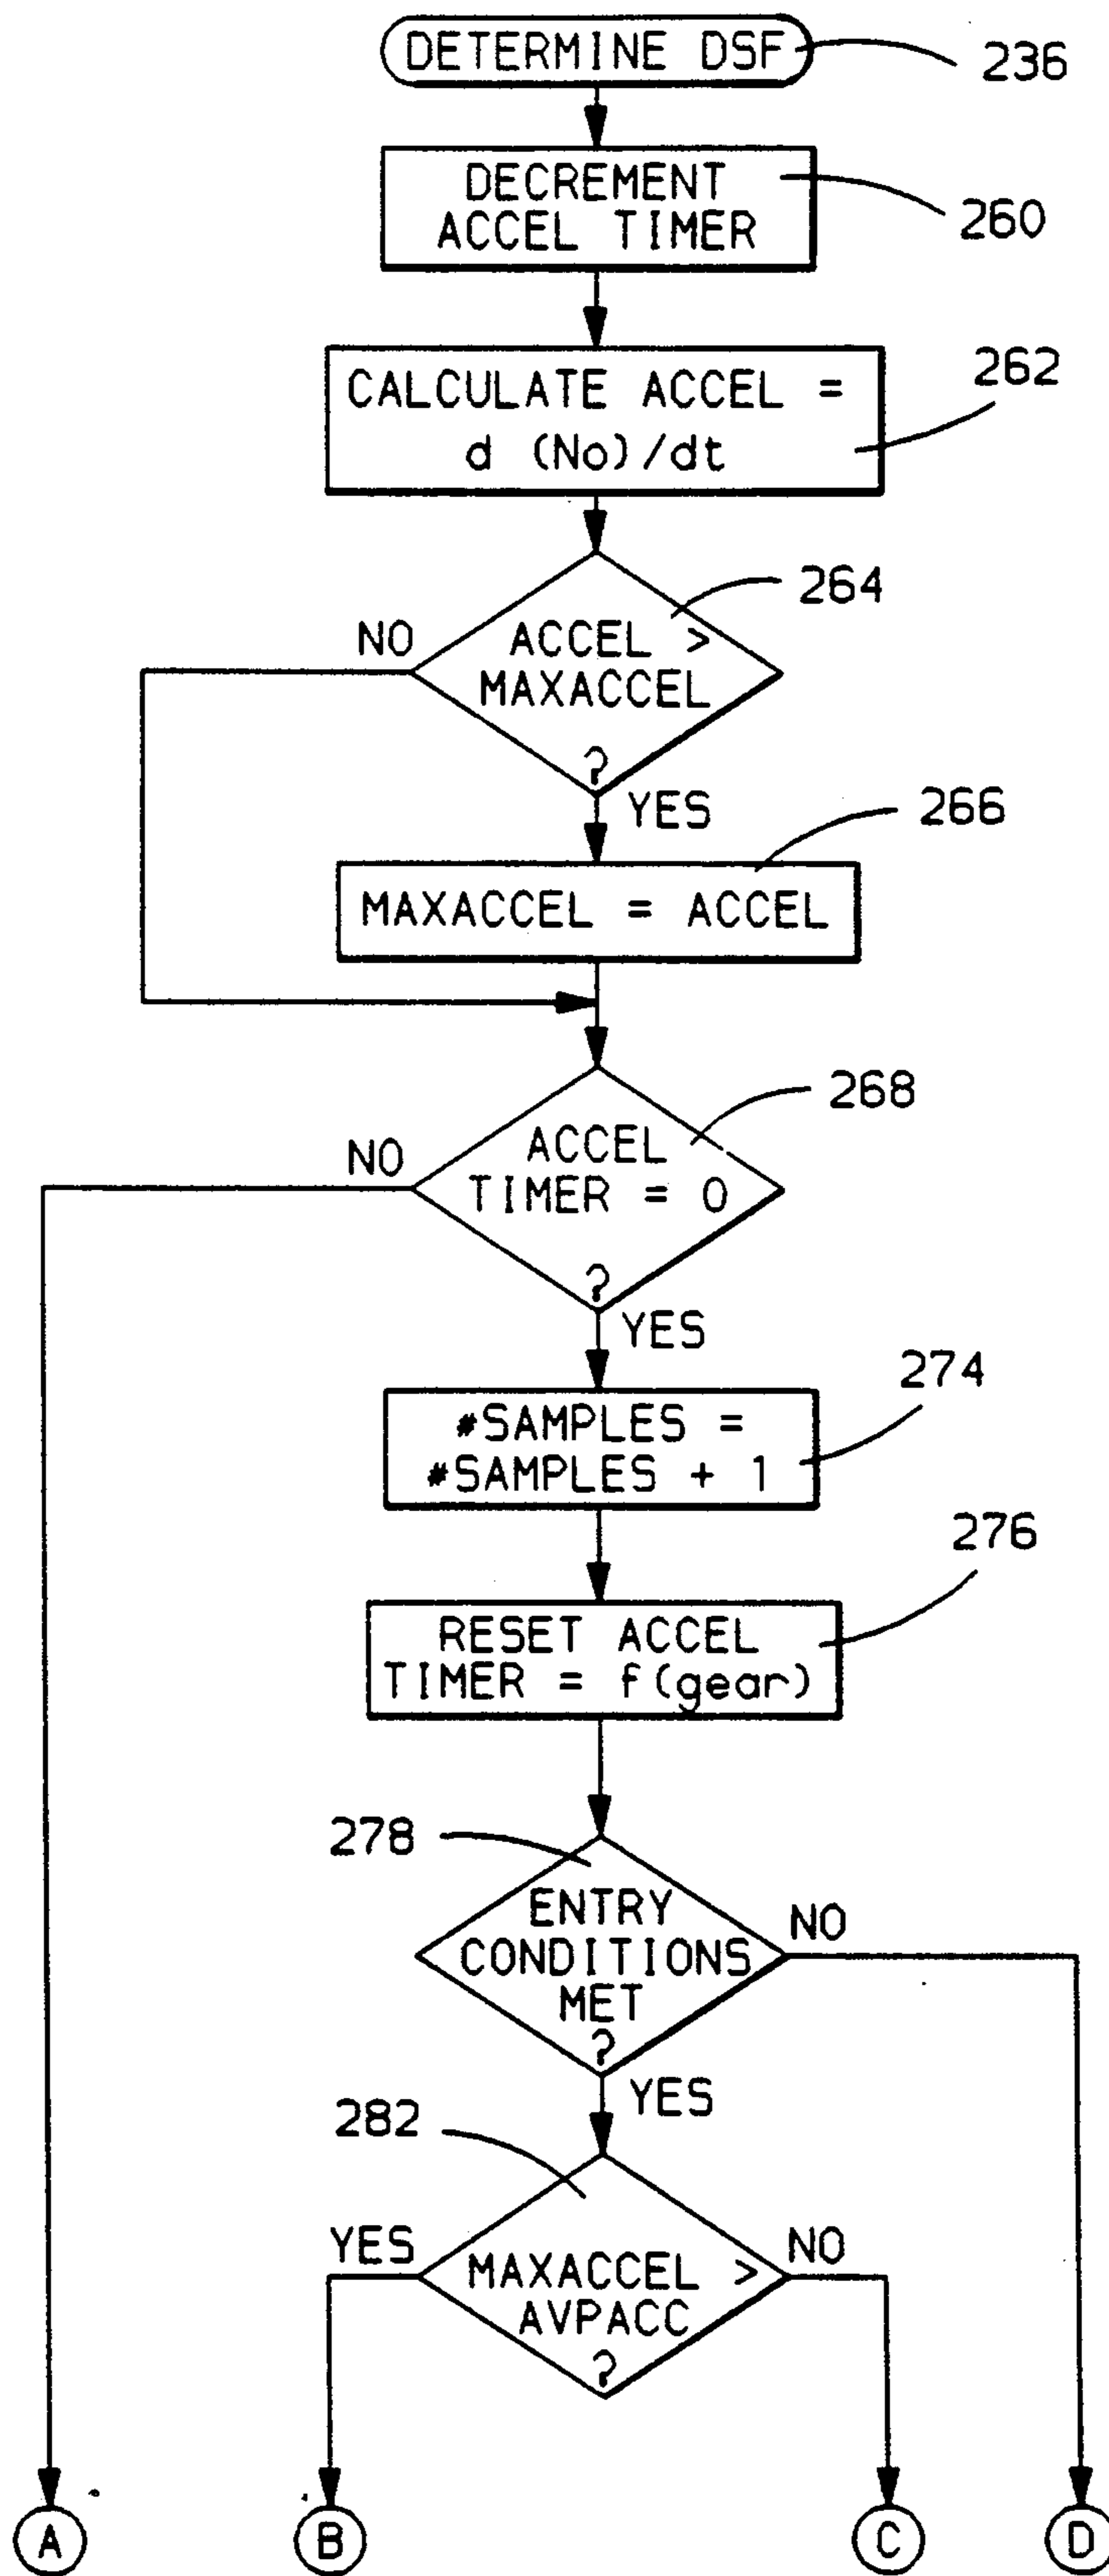 DETERMINE DSF
236
DECREMENT
ACCEL TIMER
260
CALCULATE ACCEL =
d (No)/dt
262
264
NO
ACCEL >
MAXACCEL
?
YES
266
MAXACCEL = ACCEL
268
NO
ACCEL
TIMER = 0
?
YES
274
#SAMPLES =
#SAMPLES + 1
276
RESET ACCEL
TIMER = f(gear)
278
ENTRY
CONDITIONS
MET
?
NO
YES
282
YES
MAXACCEL >
AVPACC
?
NO
A
B
C
D